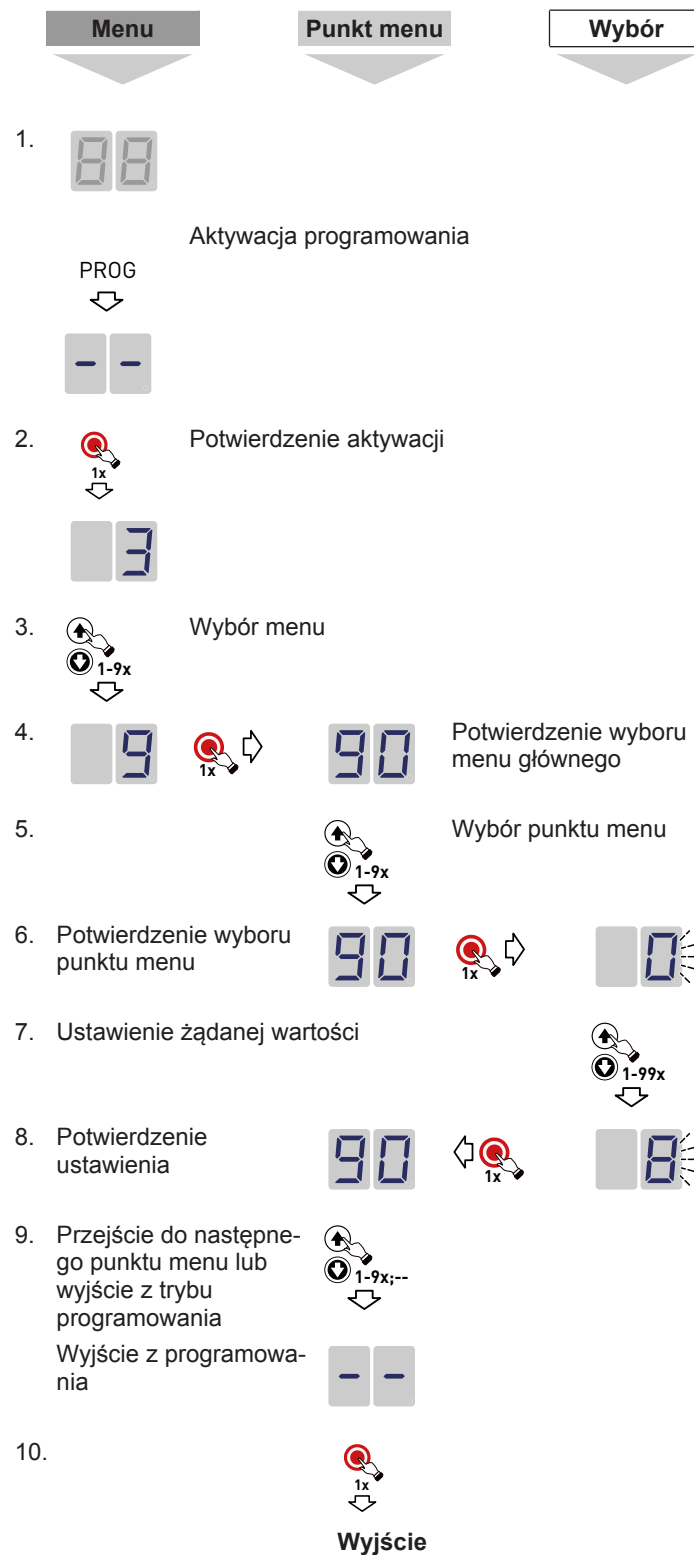 Menu Punkt menu Wybór
1.
88
Aktywacja programowania
PROG
--
2. Potwierdzenie aktywacji
1x
3
3. Wybór menu
1-9x
4. 9 1x 90 Potwierdzenie wyboru
menu głównego
5. Wybór punktu menu
1-9x
6. Potwierdzenie wyboru
punktu menu
90 1x 0
7. Ustawienie żądanej wartości
1-99x
8. Potwierdzenie
ustawienia
90 1x 8
9. Przejście do następne-
go punktu menu lub
wyjście z trybu
programowania
1-9x;--
Wyjście z programowa-
nia
--
10.
1x
Wyjście